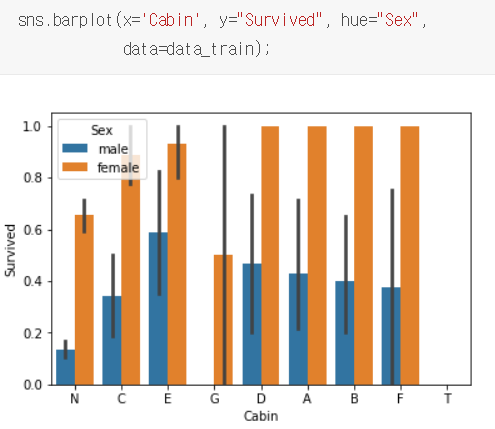 sns.barplot(x='Cabin', y="Survived", hue="Sex",
data=data_train);
Sex
male
female
1.0
0.8
0.6
0.4
0.2
0.0
Survived
N C E G D A B F T
Cabin